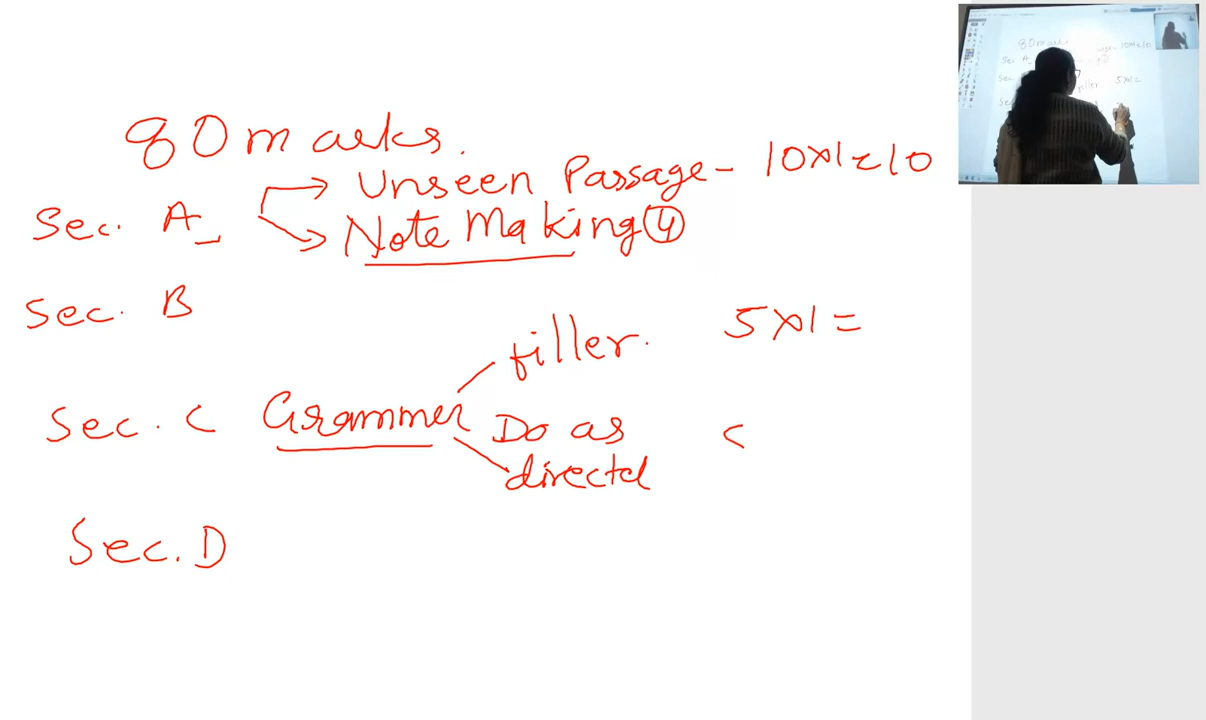 80 marks.
Unseen Passage - 10x1=10
Sec. A
Note Making (4)
Sec. B
filler. 5x1=
Sec. C Grammer
Do as
directed
Sec. D